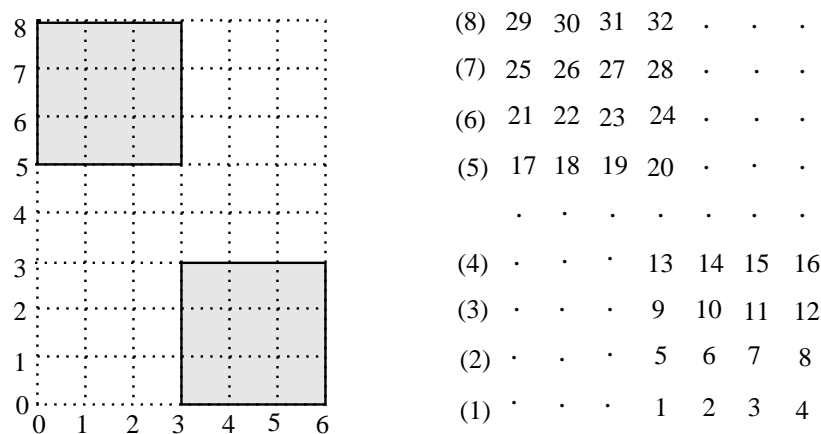 8 (8) 29 30 31 32 . . .
7 (7) 25 26 27 28 . . .
6 (6) 21 22 23 24 . . .
5 (5) 17 18 19 20 . . .
4 . . . . . . .
3 (4) . . . 13 14 15 16
2 (3) . . . 9 10 11 12
1 (2) . . . 5 6 7 8
0 (1) . . . 1 2 3 4
0 1 2 3 4 5 6